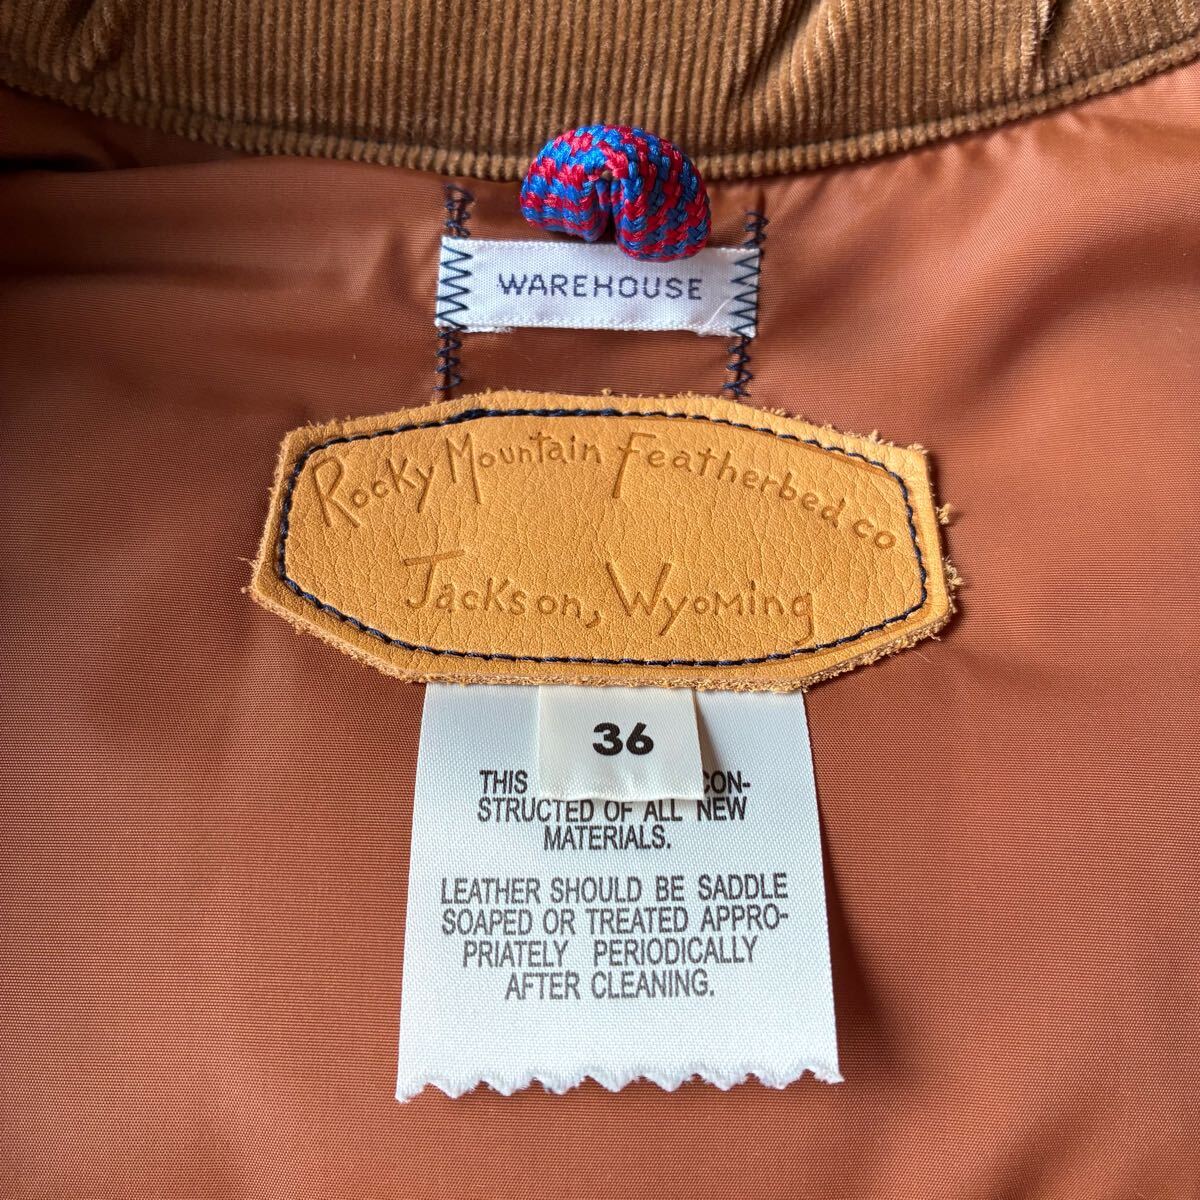 WAREHOUSE
Rocky Mountain Featherbed co
Jackson, Wyoming
36
THIS CON-
STRUCTED OF ALL NEW
MATERIALS.
LEATHER SHOULD BE SADDLE
SOAPED OR TREATED APPRO-
PRIATELY PERIODICALLY
AFTER CLEANING.